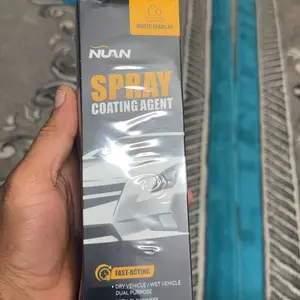 NUAN
SPRAY
COATING AGENT
FAST-ACTING
• DRY VEHICLE / WET VEHICLE
DUAL PURPOSE